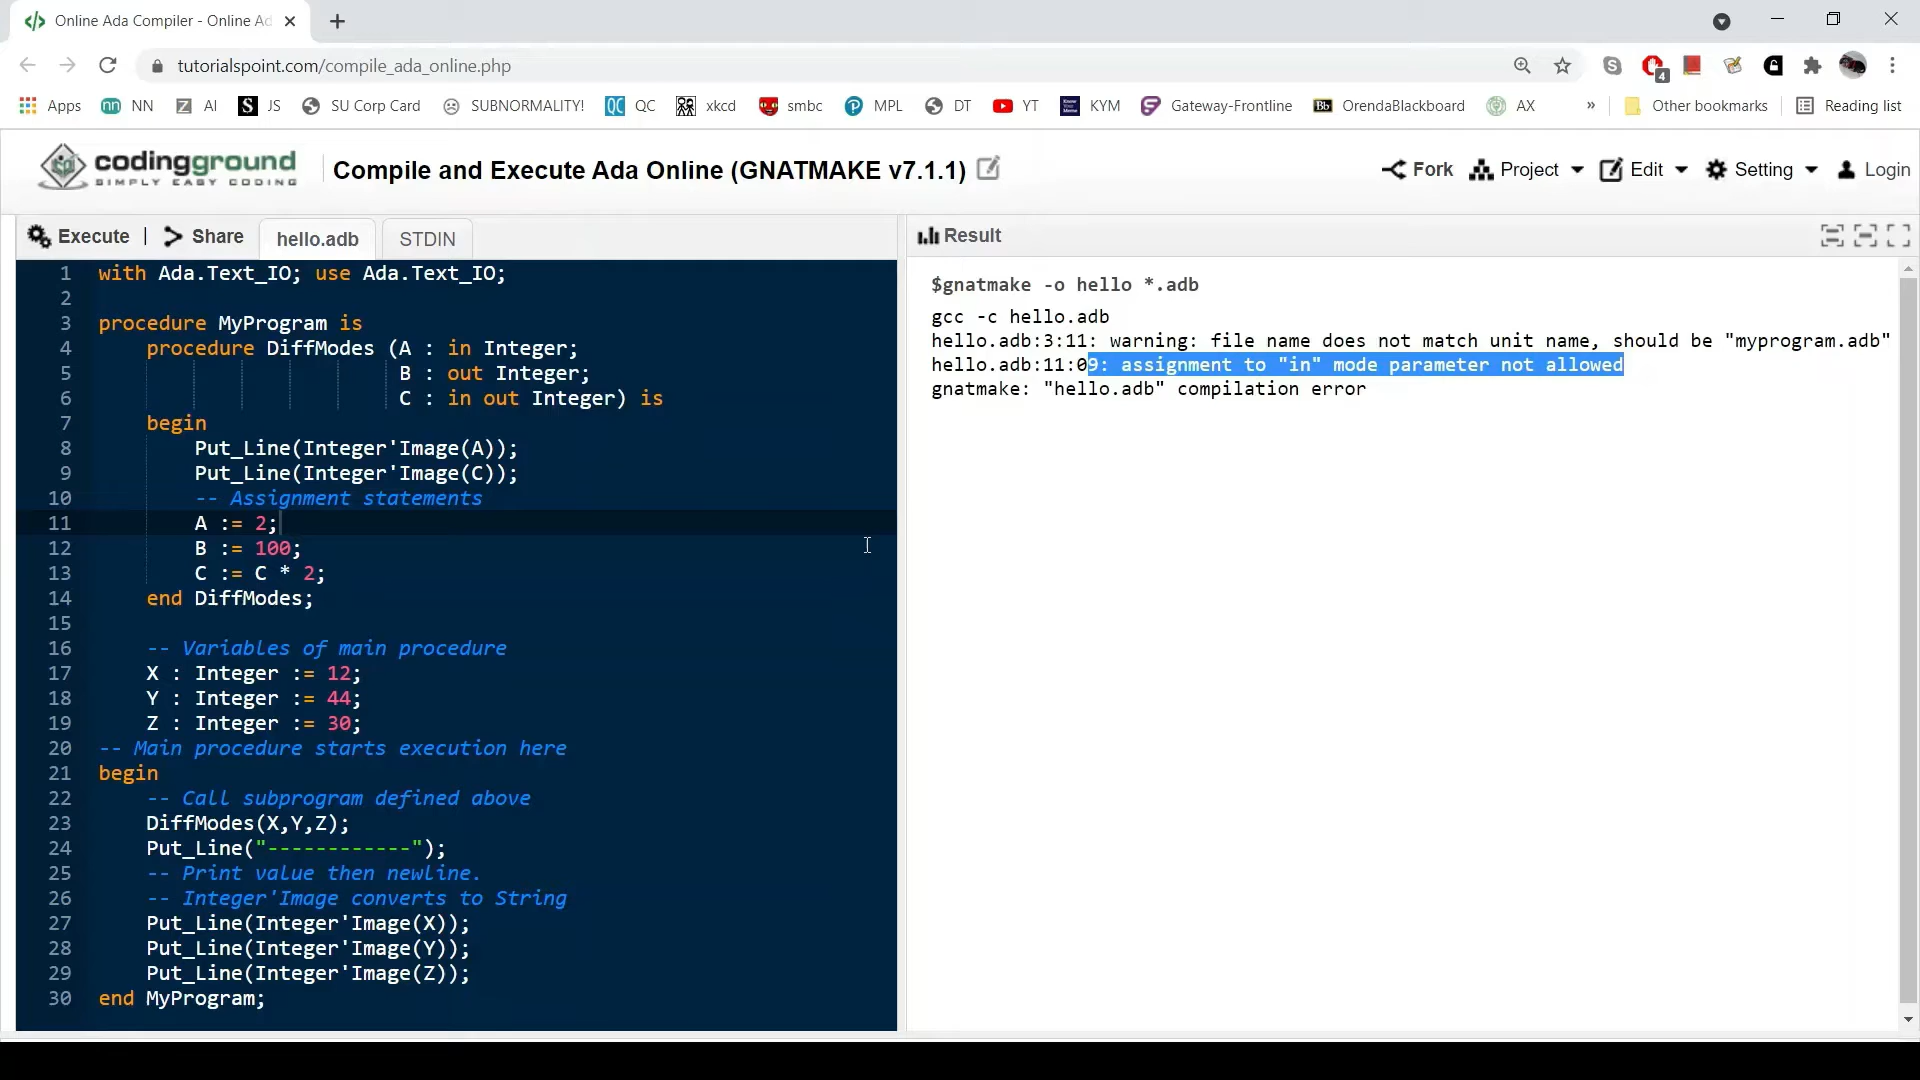 Online Ada Compiler - Online Ad
tutorialspoint.com/compile_ada_online.php
4
Apps NN AI JS SU Corp Card SUBNORMALITY! QC xkcd smbc MPL DT YT KYM Gateway-Frontline Bb OrendaBlackboard AX » Other bookmarks Reading list
codingground
SIMPLY EASY CODING
Compile and Execute Ada Online (GNATMAKE v7.1.1)
Fork Project Edit Setting Login
Execute | Share hello.adb STDIN
1 with Ada.Text_IO; use Ada.Text_IO;
2
3 procedure MyProgram is
4 procedure DiffModes (A : in Integer;
5 B : out Integer;
6 C : in out Integer) is
7 begin
8 Put_Line(Integer'Image(A));
9 Put_Line(Integer'Image(C));
10 -- Assignment statements
11 A := 2;
12 B := 100;
13 C := C * 2;
14 end DiffModes;
15
16 -- Variables of main procedure
17 X : Integer := 12;
18 Y : Integer := 44;
19 Z : Integer := 30;
20 -- Main procedure starts execution here
21 begin
22 -- Call subprogram defined above
23 DiffModes(X,Y,Z);
24 Put_Line("------------");
25 -- Print value then newline.
26 -- Integer'Image converts to String
27 Put_Line(Integer'Image(X));
28 Put_Line(Integer'Image(Y));
29 Put_Line(Integer'Image(Z));
30 end MyProgram;
Result
$gnatmake -o hello *.adb
gcc -c hello.adb
hello.adb:3:11: warning: file name does not match unit name, should be "myprogram.adb"
hello.adb:11:09: assignment to "in" mode parameter not allowed
gnatmake: "hello.adb" compilation error